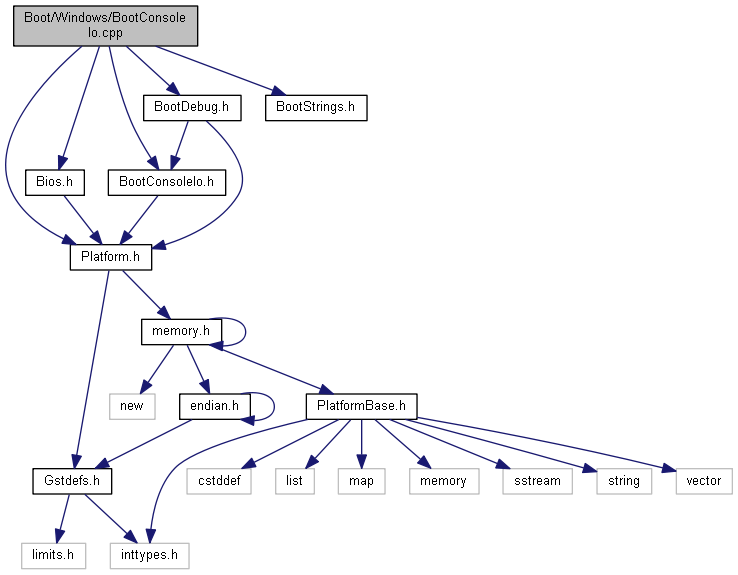 Boot/Windows/BootConsole
Io.cpp
BootDebug.h
BootStrings.h
Bios.h
BootConsoleIo.h
Platform.h
memory.h
new
endian.h
PlatformBase.h
Gstdefs.h
cstddef
list
map
memory
sstream
string
vector
limits.h
inttypes.h